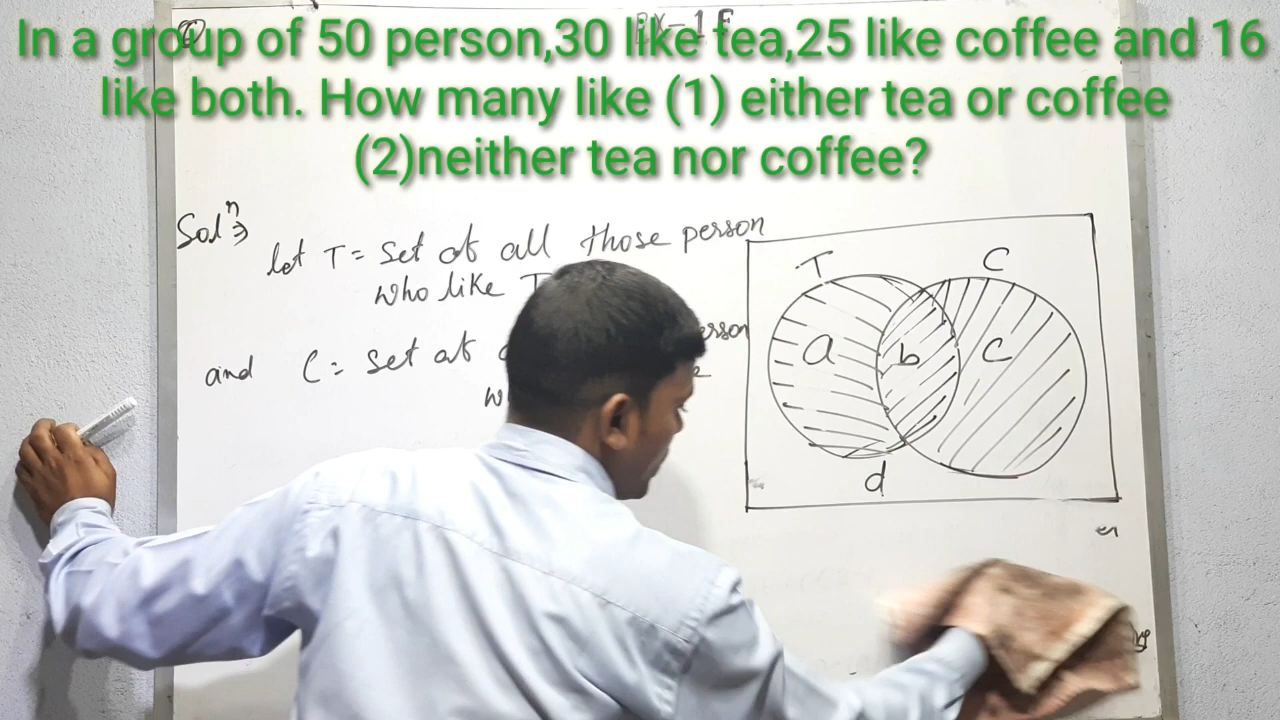 In a group of 50 person,30 like tea,25 like coffee and 16
like both. How many like (1) either tea or coffee
(2)neither tea nor coffee?
Solⁿ⇒
let T= Set of all those person
who like T
and C= Set of
T C
a b C
d